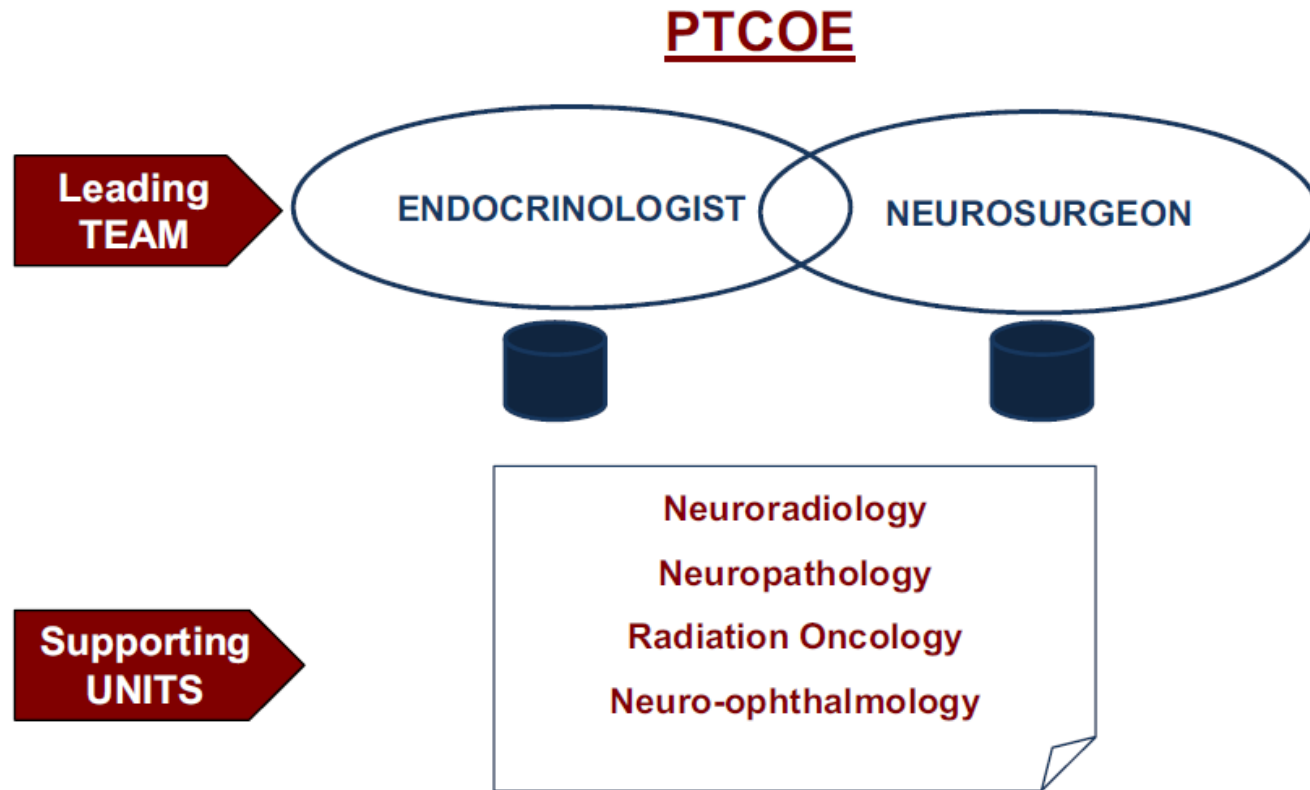 PTCOE
Leading
TEAM
ENDOCRINOLOGIST
NEUROSURGEON
Neuroradiology
Neuropathology
Radiation Oncology
Neuro-ophthalmology
Supporting
UNITS